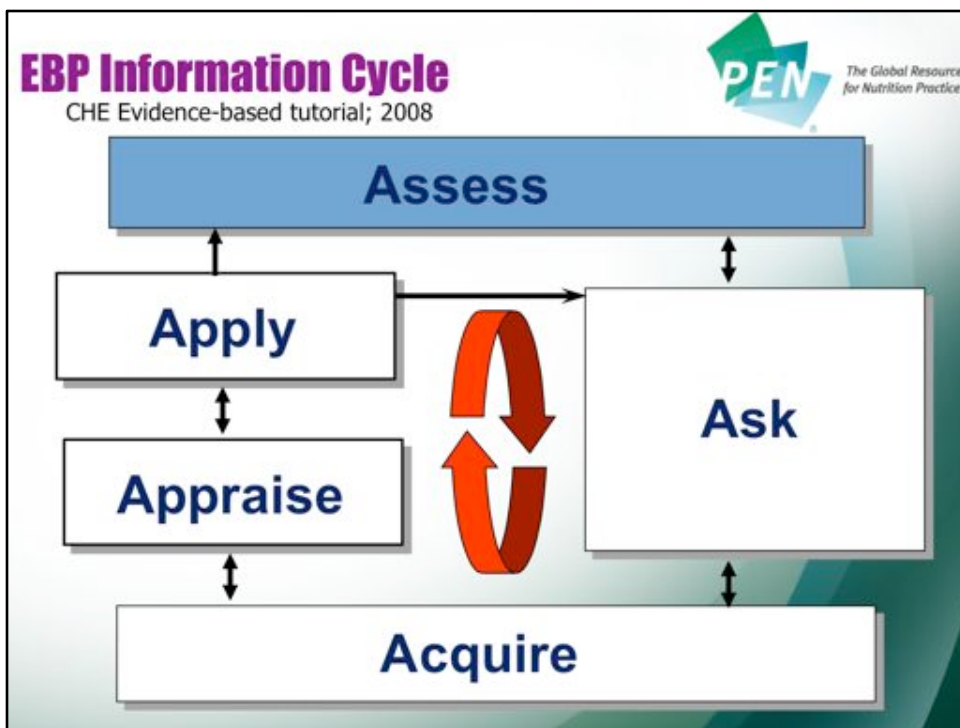 EBP Information Cycle
CHE Evidence-based tutorial; 2008
PEN
®
The Global Resource
for Nutrition Practice
Assess
Apply
Ask
Appraise
Acquire